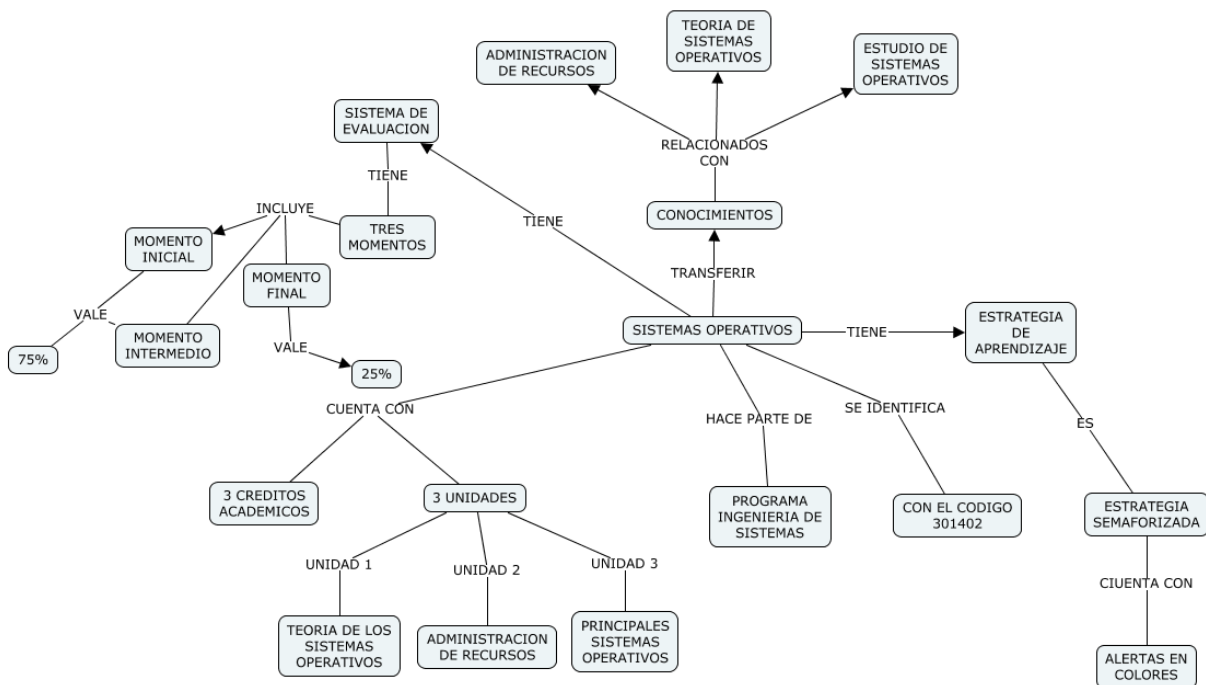 TEORIA DE
SISTEMAS
OPERATIVOS
ADMINISTRACION
DE RECURSOS
ESTUDIO DE
SISTEMAS
OPERATIVOS
SISTEMA DE
EVALUACION
RELACIONADOS
CON
TIENE
INCLUYE
CONOCIMIENTOS
TIENE
TRES
MOMENTOS
MOMENTO
INICIAL
MOMENTO
FINAL
TRANSFERIR
VALE
MOMENTO
INTERMEDIO
SISTEMAS OPERATIVOS
TIENE
ESTRATEGIA
DE
APRENDIZAJE
75%
VALE
25%
CUENTA CON
HACE PARTE DE
SE IDENTIFICA
ES
3 CREDITOS
ACADEMICOS
3 UNIDADES
PROGRAMA
INGENIERIA DE
SISTEMAS
CON EL CODIGO
301402
ESTRATEGIA
SEMAFORIZADA
UNIDAD 1
UNIDAD 2
UNIDAD 3
CIUENTA CON
TEORIA DE LOS
SISTEMAS
OPERATIVOS
ADMINISTRACION
DE RECURSOS
PRINCIPALES
SISTEMAS
OPERATIVOS
ALERTAS EN
COLORES